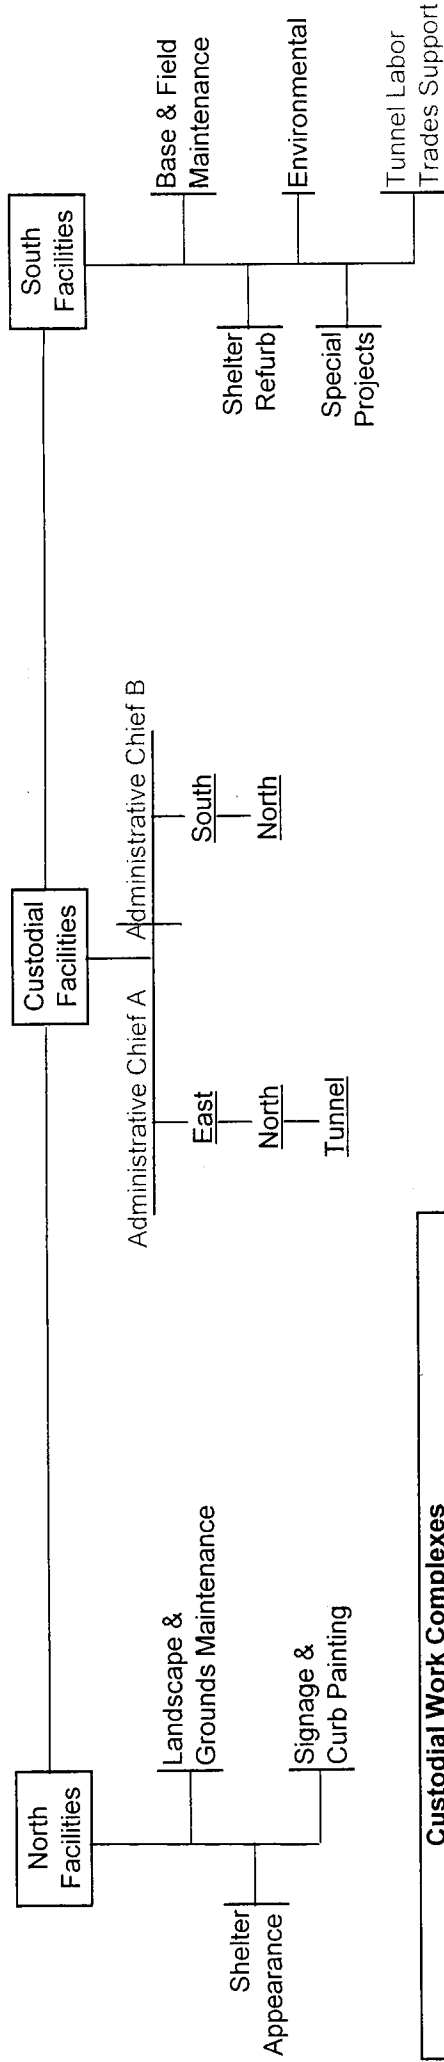 North
Facilities
Landscape &
Grounds Maintenance
Shelter
Appearance
Signage &
Curb Painting
Custodial
Facilities
Administrative Chief A
Administrative Chief B
East
North
Tunnel
South
North
South
Facilities
Base & Field
Maintenance
Shelter
Refurb
Environmental
Special
Projects
Tunnel Labor
Trades Support
Custodial Work Complexes